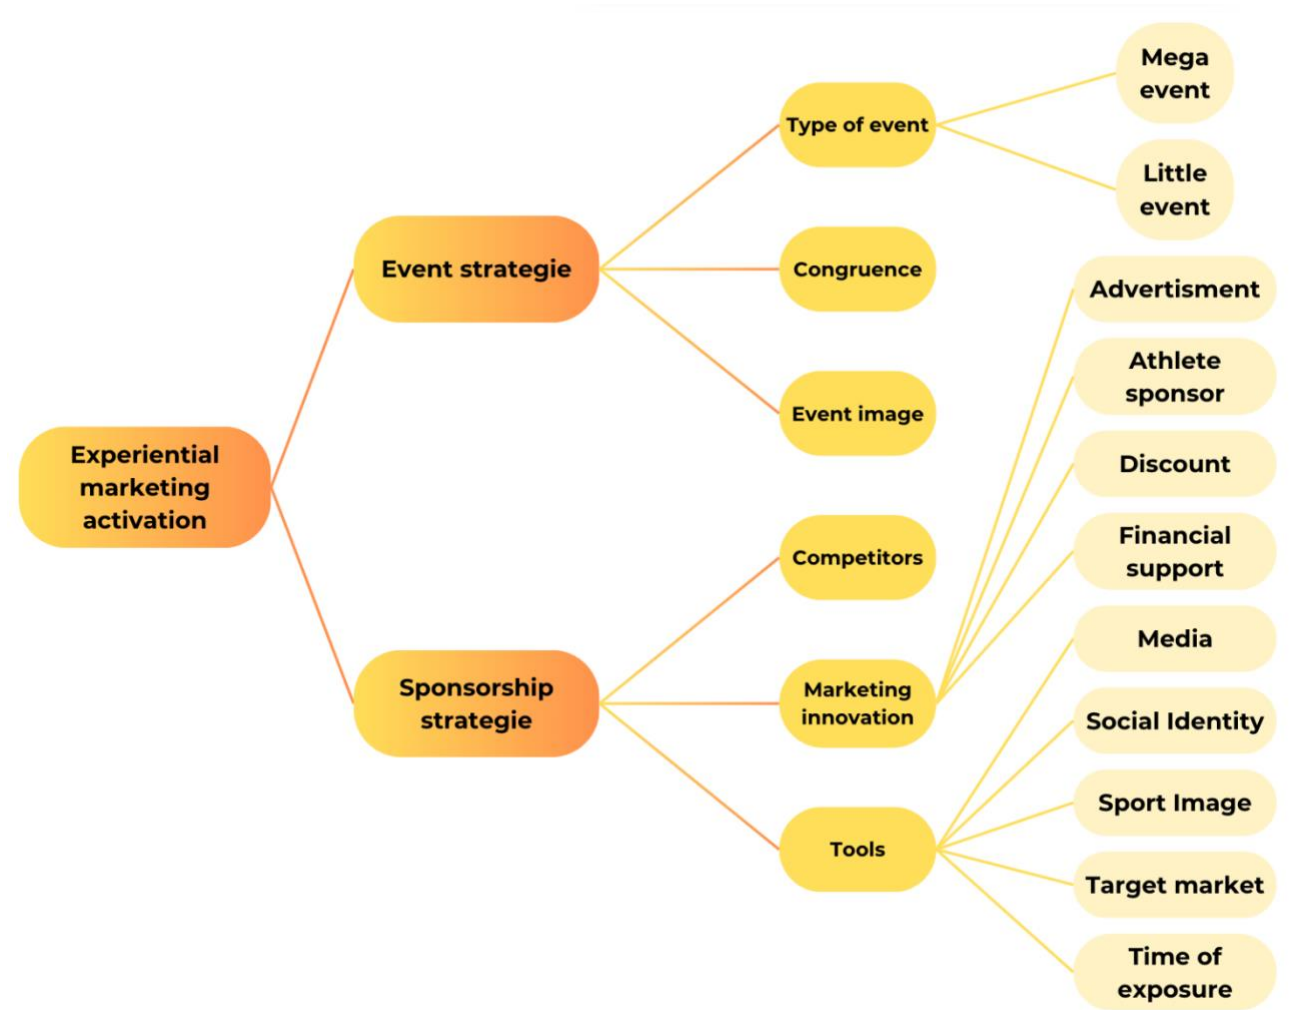 Experiential
marketing
activation
Event strategie
Sponsorship
strategie
Type of event
Congruence
Event image
Competitors
Marketing
innovation
Tools
Mega
event
Little
event
Advertisment
Athlete
sponsor
Discount
Financial
support
Media
Social Identity
Sport Image
Target market
Time of
exposure